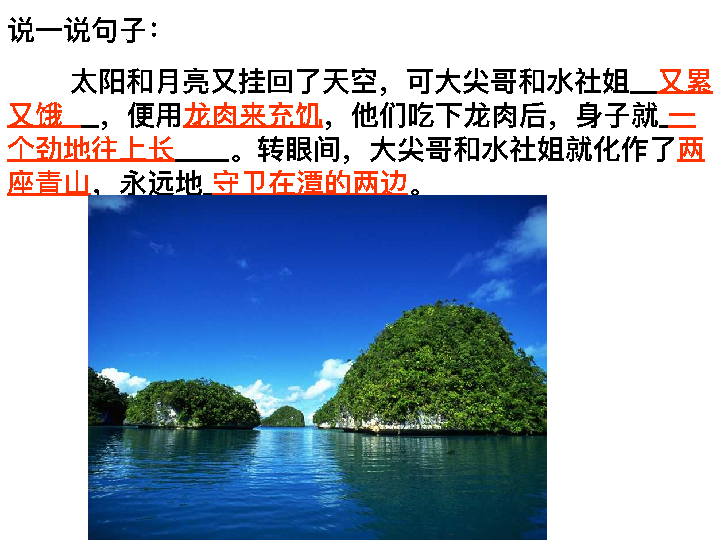 说一说句子：
太阳和月亮又挂回了天空，可大尖哥和水社姐__又累
又饿__，便用龙肉来充饥，他们吃下龙肉后，身子就_一
个劲地往上长____。转眼间，大尖哥和水社姐就化作了两
座青山，永远地_守卫在潭的两边。